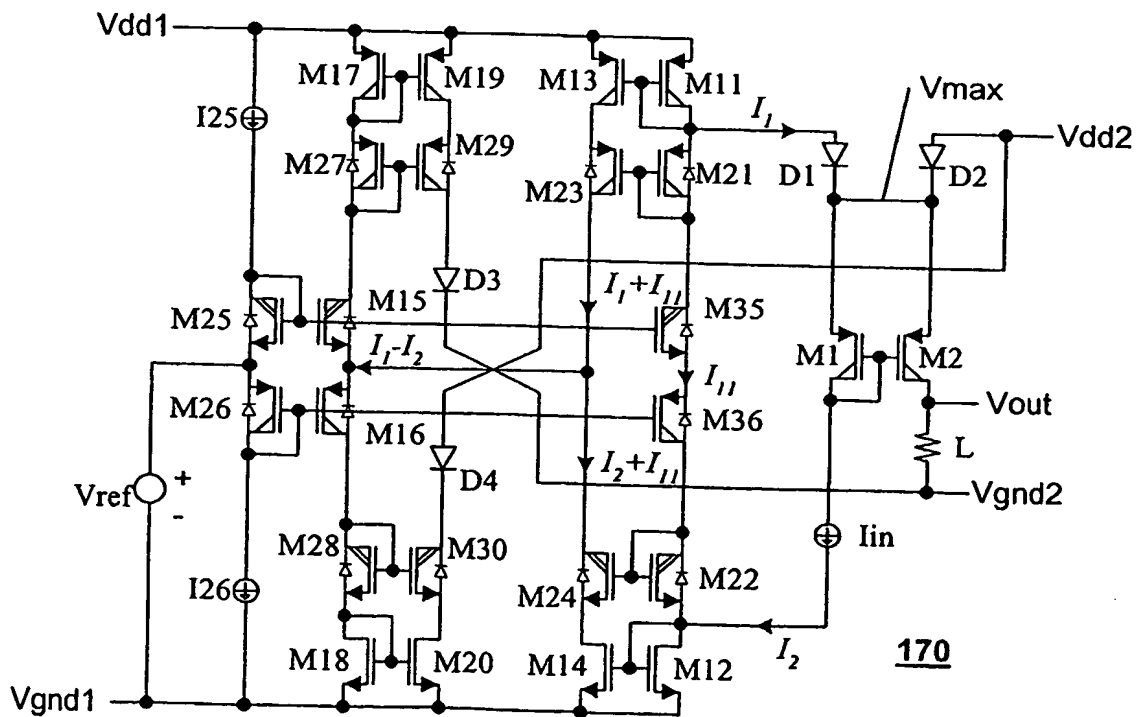 Vdd1
M17
M19
M13
M11
I1
Vmax
Vdd2
I25
M27
M29
M23
M21
D1
D2
D3
I1+I11
M25
M15
M35
I1-I2
I11
M1
M2
M26
M16
M36
Vout
L
D4
I2+I11
Vref
+
-
Vgnd2
Iin
M28
M30
M24
M22
I26
M18
M20
M14
M12
I2
170
Vgnd1